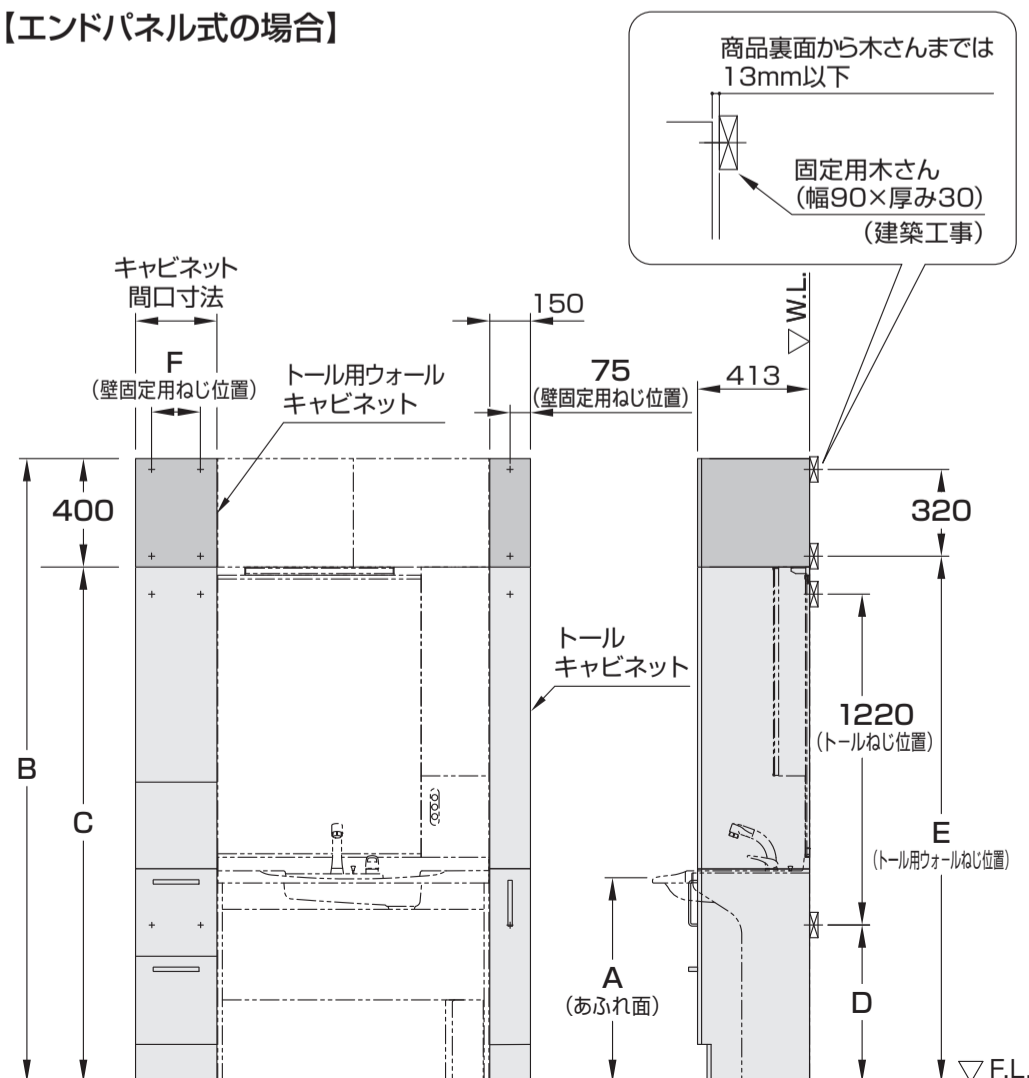 【エンドパネル式の場合】
商品裏面から木さんまでは
13mm以下
固定用木さん
(幅90×厚み30)
(建築工事)
キャビネット
間口寸法
150
▽ W.L.
F
(壁固定用ねじ位置)
トール用ウォール
キャビネット
75
(壁固定用ねじ位置)
413
400
320
トール
キャビネット
1220
(トールねじ位置)
B
C
E
(トール用ウォールねじ位置)
A
(あふれ面)
D
▽ F.L.